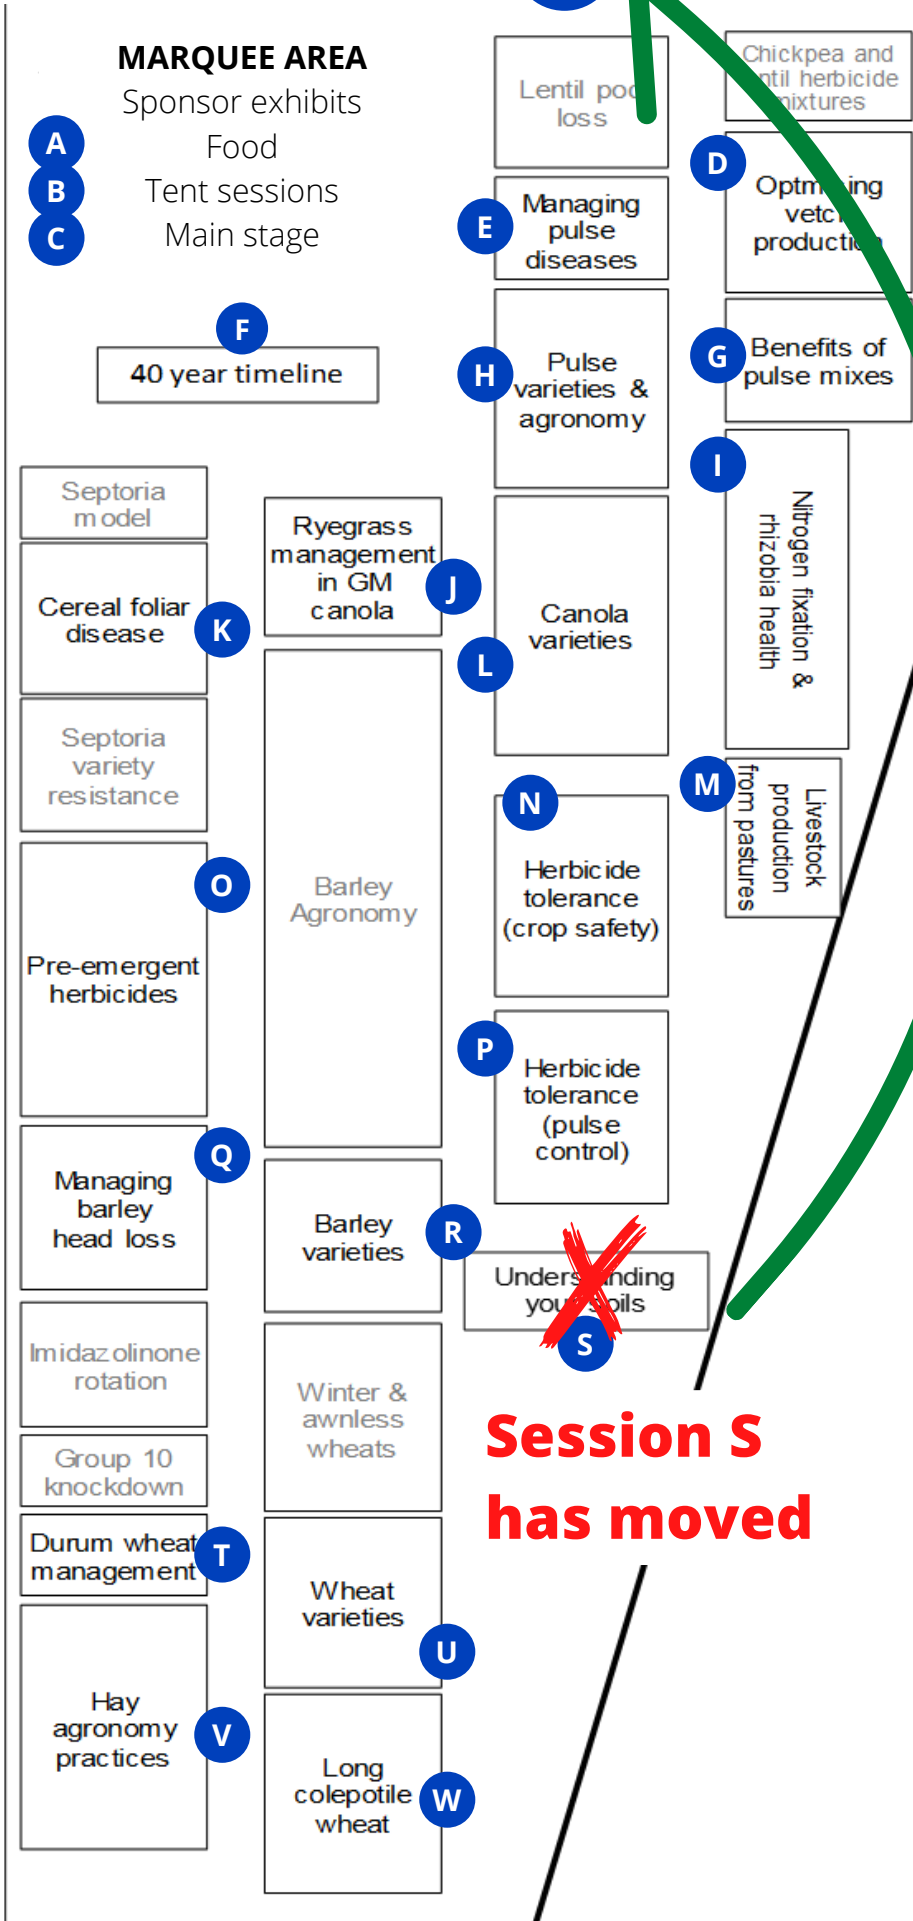 MARQUEE AREA
Sponsor exhibits
A
Food
B
Tent sessions
C
Main stage
F
40 year timeline
Septoria
model
Cereal foliar
disease
K
Septoria
variety
resistance
O
Pre-emergent
herbicides
Q
Managing
barley
head loss
Imidazolinone
rotation
Group 10
knockdown
Durum wheat
management
T
Hay
agronomy
practices
V
Ryegrass
management
in GM
canola
J
Barley
Agronomy
Barley
varieties
R
Winter &
awnless
wheats
Wheat
varieties
U
Long
colepotile
wheat
W
Lentil
loss
E
Managing
pulse
diseases
H
Pulse
varieties &
agronomy
Canola
varieties
L
N
Herbicide
tolerance
(crop safety)
P
Herbicide
tolerance
(pulse
control)
your soils
S
Session S
has moved
Chickpea and
herbicide
mixtures
D
production
G
Benefits of
pulse mixes
I
Nitrogen fixation &
rhizobia health
M
Livestock
production
from pastures